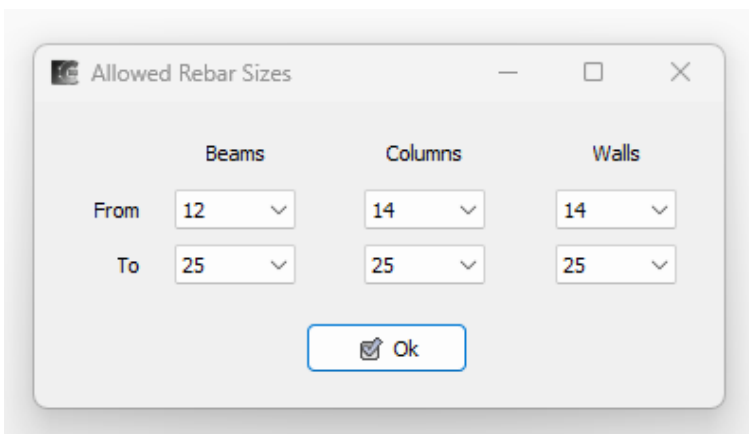 Allowed Rebar Sizes
Beams Columns Walls
From 12 14 14
To 25 25 25
Ok